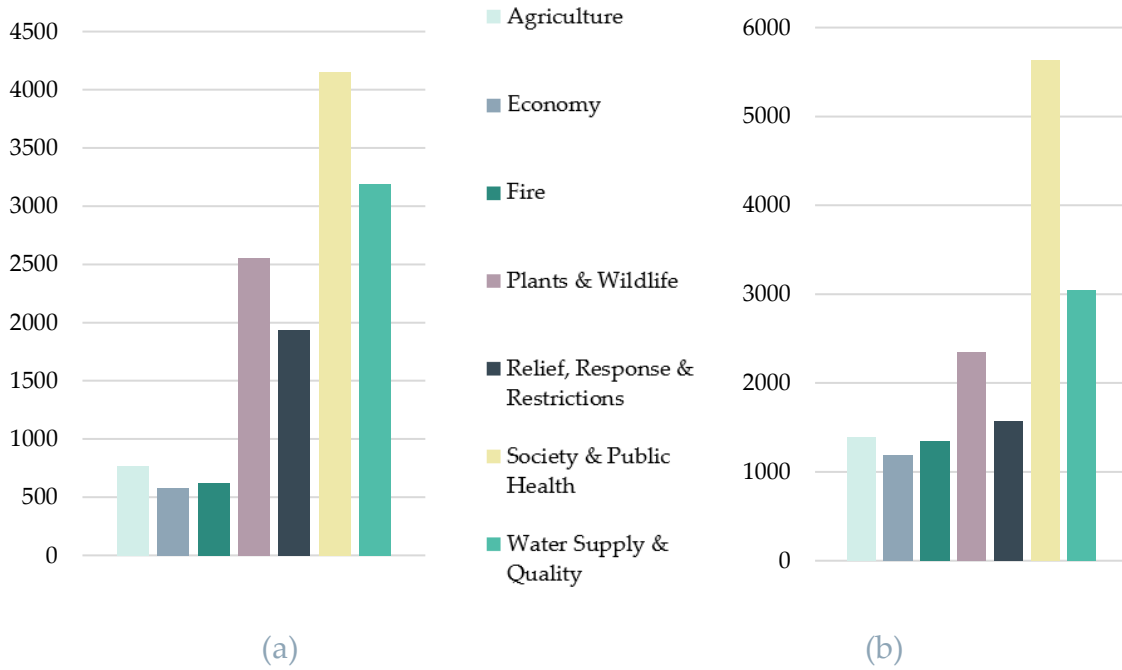 4500
4000
3500
3000
2500
2000
1500
1000
500
0
(a)
Agriculture
Economy
Fire
Plants & Wildlife
Relief, Response &
Restrictions
Society & Public
Health
Water Supply &
Quality
6000
5000
4000
3000
2000
1000
0
(b)